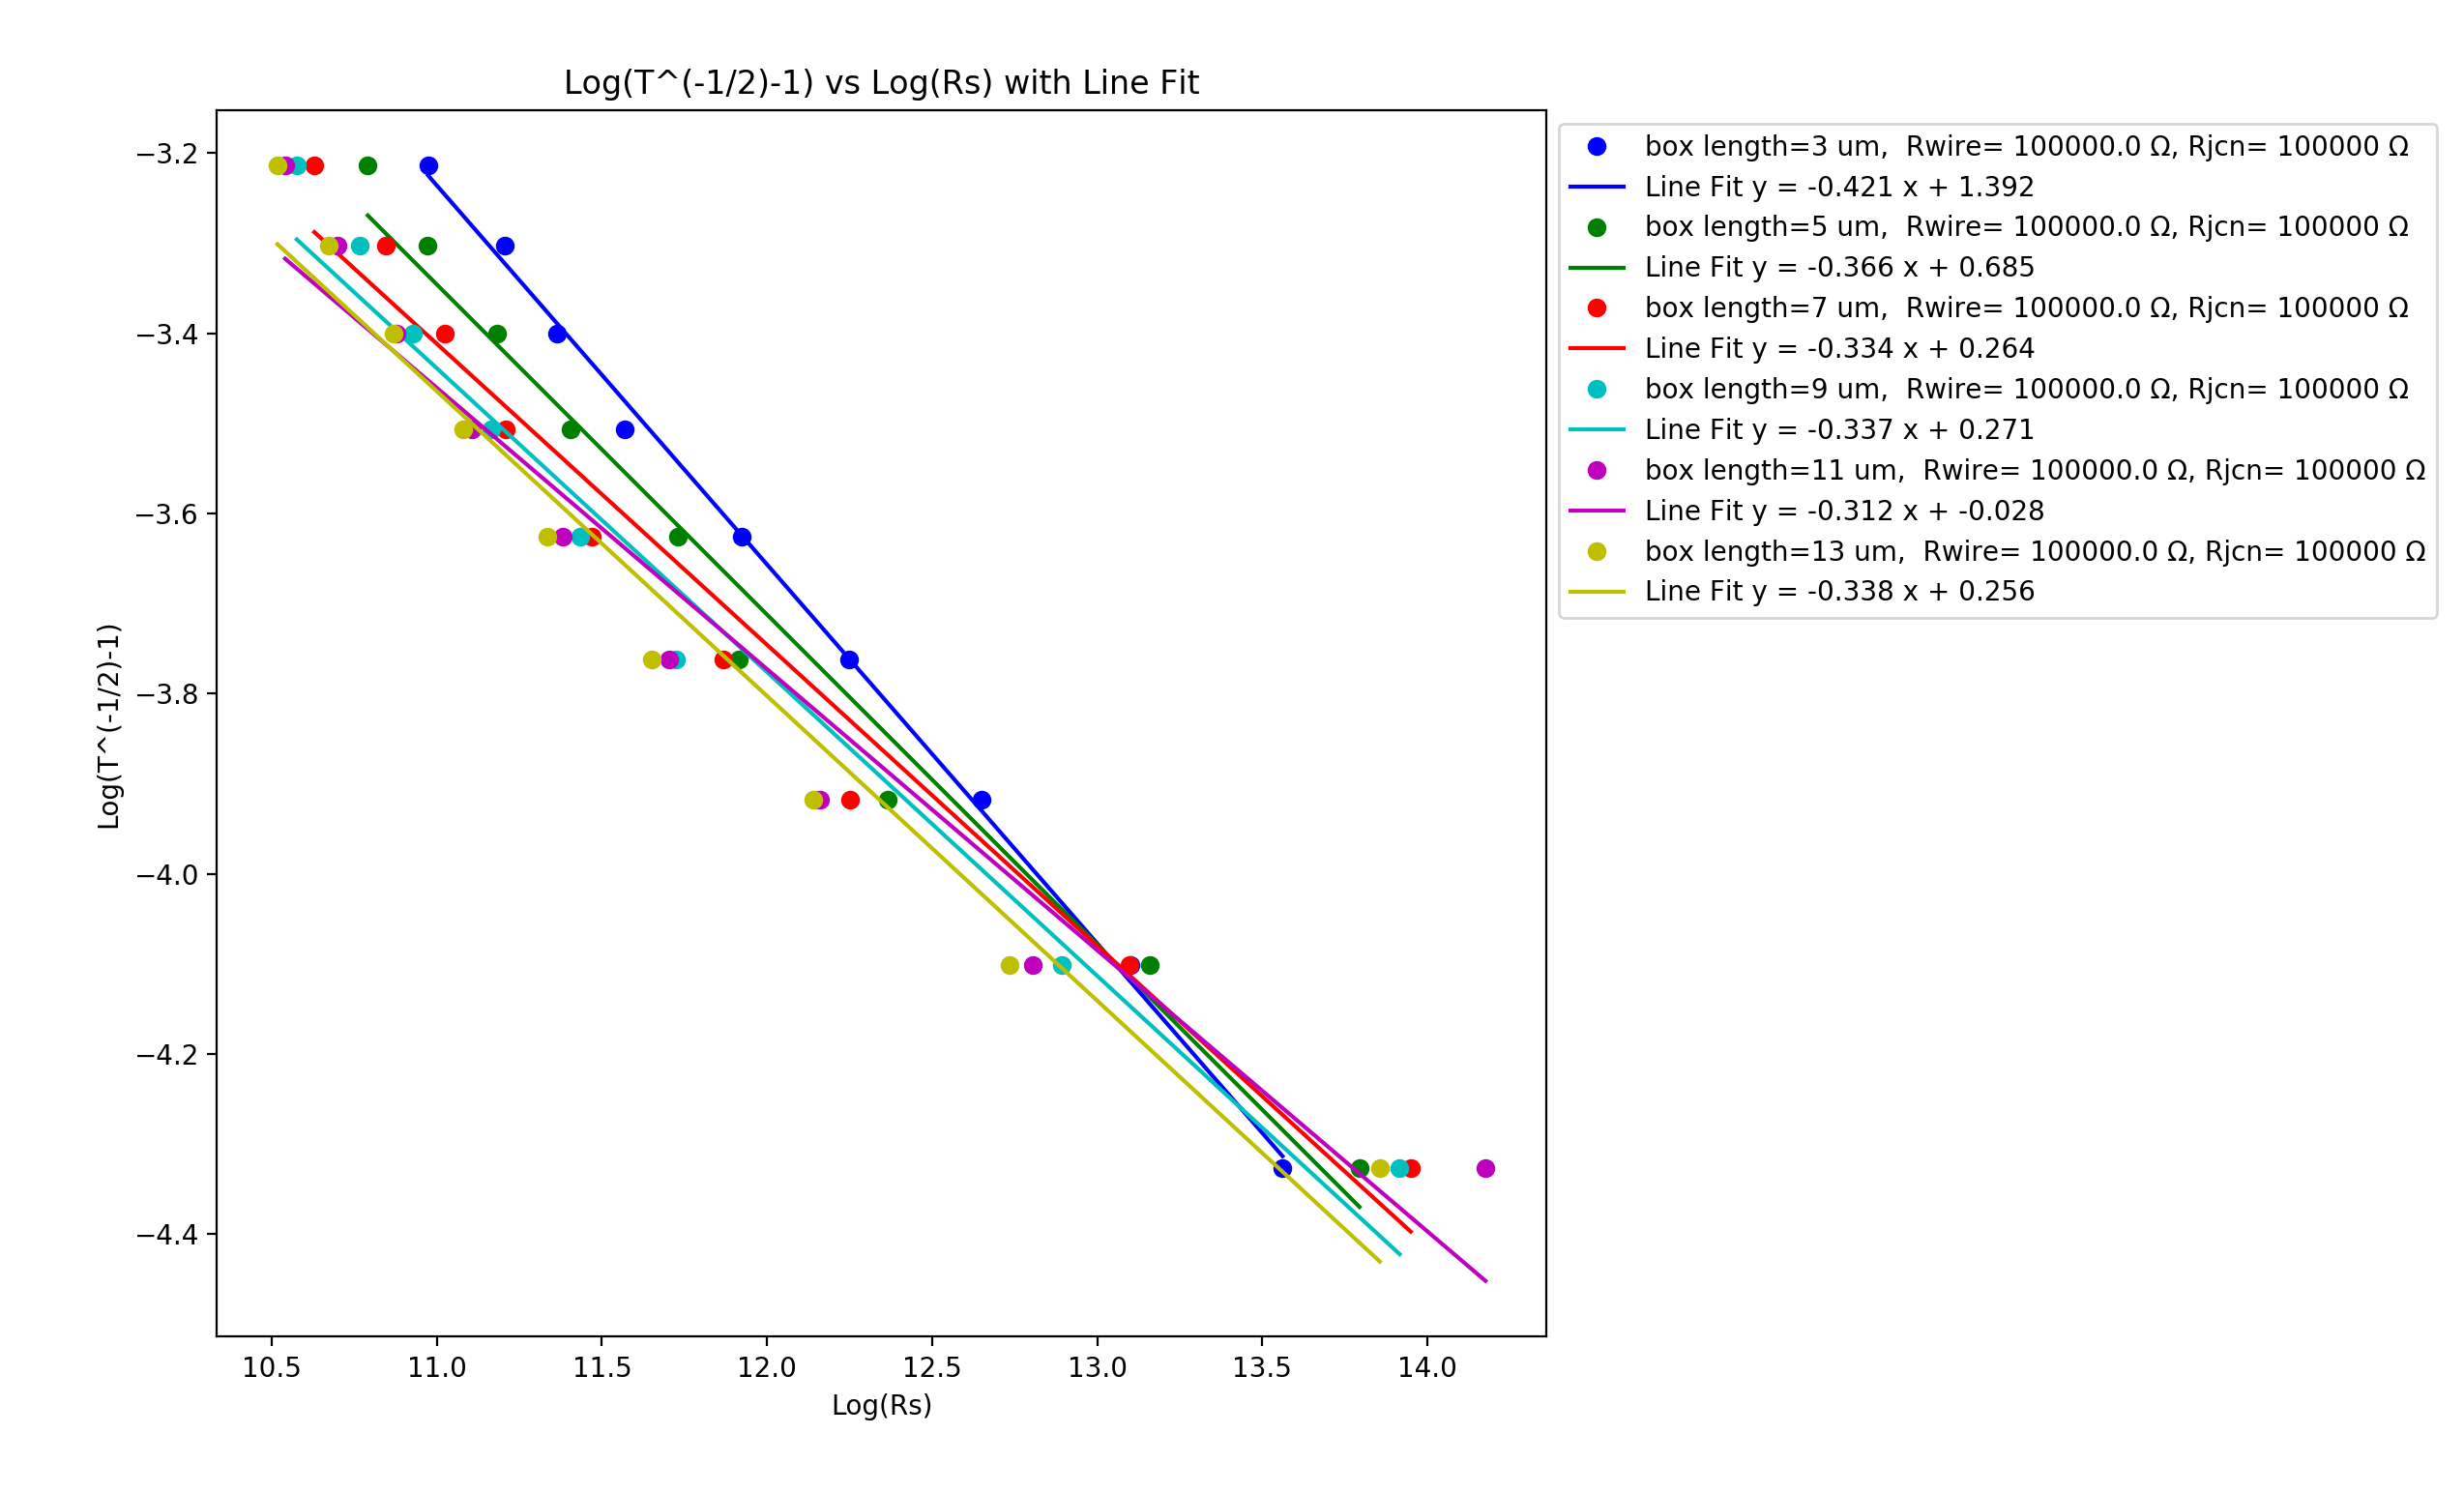 Log(T^(-1/2)-1) vs Log(Rs) with Line Fit
−3.2
−3.4
−3.6
−3.8
−4.0
−4.2
−4.4
Log(T^(-1/2)-1)
10.5 11.0 11.5 12.0 12.5 13.0 13.5 14.0
Log(Rs)
box length=3 um,  Rwire= 100000.0 Ω, Rjcn= 100000 Ω
Line Fit y = -0.421 x + 1.392
box length=5 um,  Rwire= 100000.0 Ω, Rjcn= 100000 Ω
Line Fit y = -0.366 x + 0.685
box length=7 um,  Rwire= 100000.0 Ω, Rjcn= 100000 Ω
Line Fit y = -0.334 x + 0.264
box length=9 um,  Rwire= 100000.0 Ω, Rjcn= 100000 Ω
Line Fit y = -0.337 x + 0.271
box length=11 um,  Rwire= 100000.0 Ω, Rjcn= 100000 Ω
Line Fit y = -0.312 x + -0.028
box length=13 um,  Rwire= 100000.0 Ω, Rjcn= 100000 Ω
Line Fit y = -0.338 x + 0.256